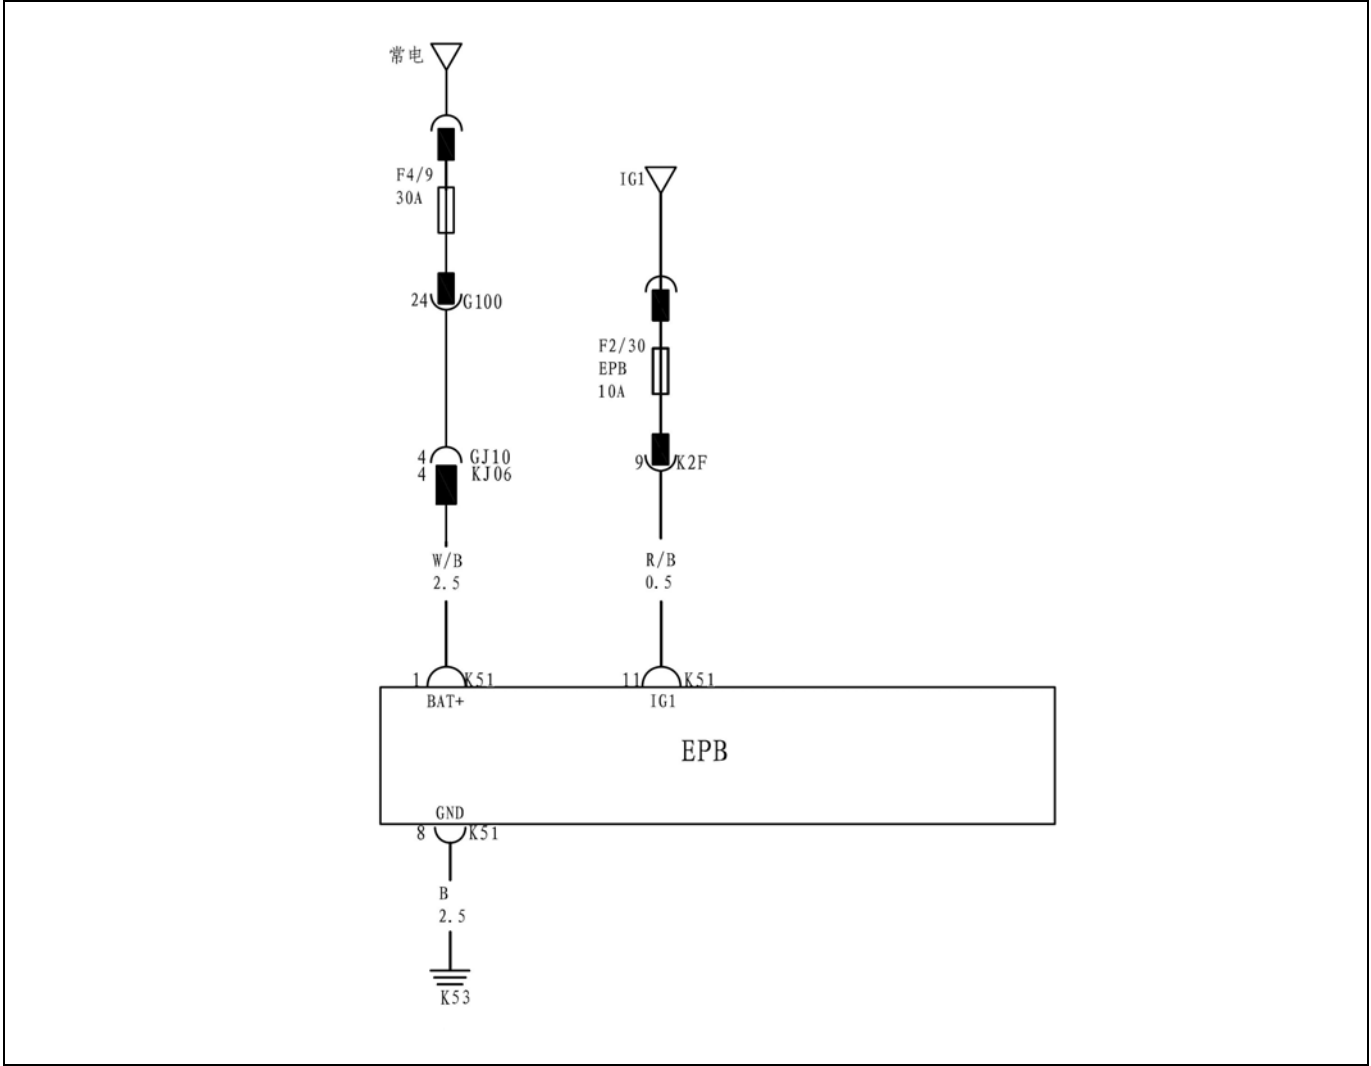 常电
F4/9
30A
24 G100
IG1
F2/30
EPB
10A
4 GJ10
4 KJ06
9 K2F
W/B
2.5
R/B
0.5
1 K51
11 K51
BAT+
IG1
EPB
GND
8 K51
B
2.5
K53